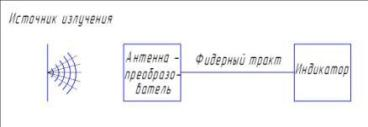 Источник излучения
Антенна -
преобразо-
ватель
Фидерный тракт
Индикатор